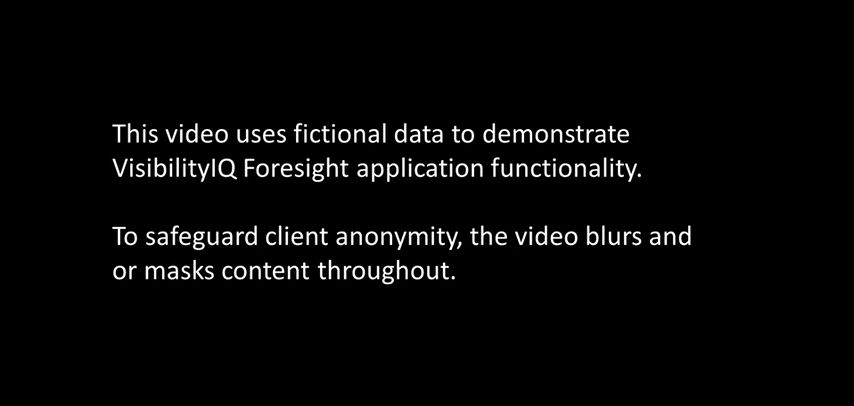 This video uses fictional data to demonstrate
VisibilityIQ Foresight application functionality.
To safeguard client anonymity, the video blurs and
or masks content throughout.